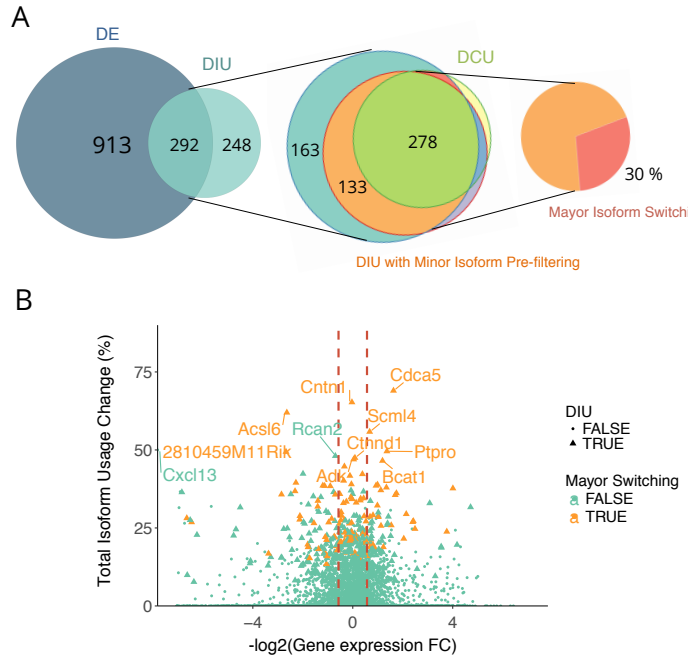 A
DE
DIU
DCU
913
292
248
163
133
278
30 %
Mayor Isoform Switchi
DIU with Minor Isoform Pre-filtering
B
Total Isoform Usage Change (%)
75
50
25
0
Cdca5
Cntn1
Scml4
Acsl6
Rcan2
Ctnnd1
2810459M11Rik
Ptpro
Cxcl13
Adk
Bcat1
−4
0
4
-log2(Gene expression FC)
DIU
FALSE
TRUE
Mayor Switching
FALSE
TRUE